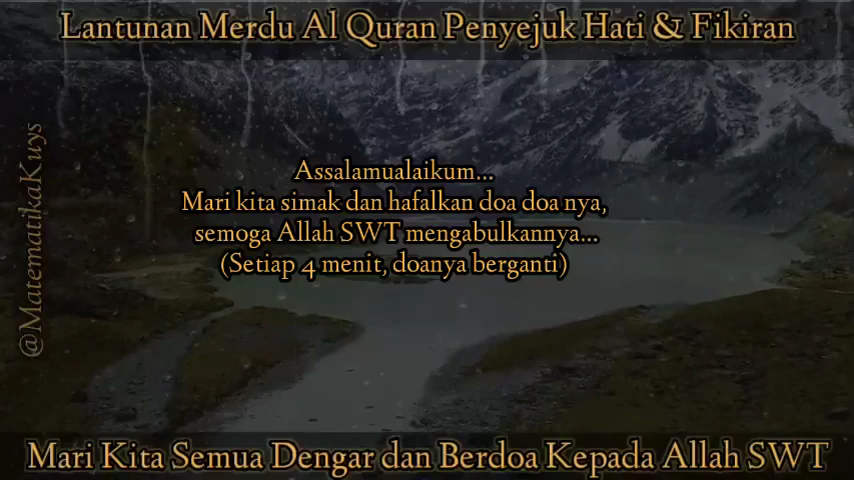 Lantunan Merdu Al Quran Penyejuk Hati & Fikiran
@MatematikaKuys
Assalamualaikum...
Mari kita simak dan hafalkan doa doa nya,
semoga Allah SWT mengabulkannya...
(Setiap 4 menit, doanya berganti)
Mari Kita Semua Dengar dan Berdoa Kepada Allah SWT